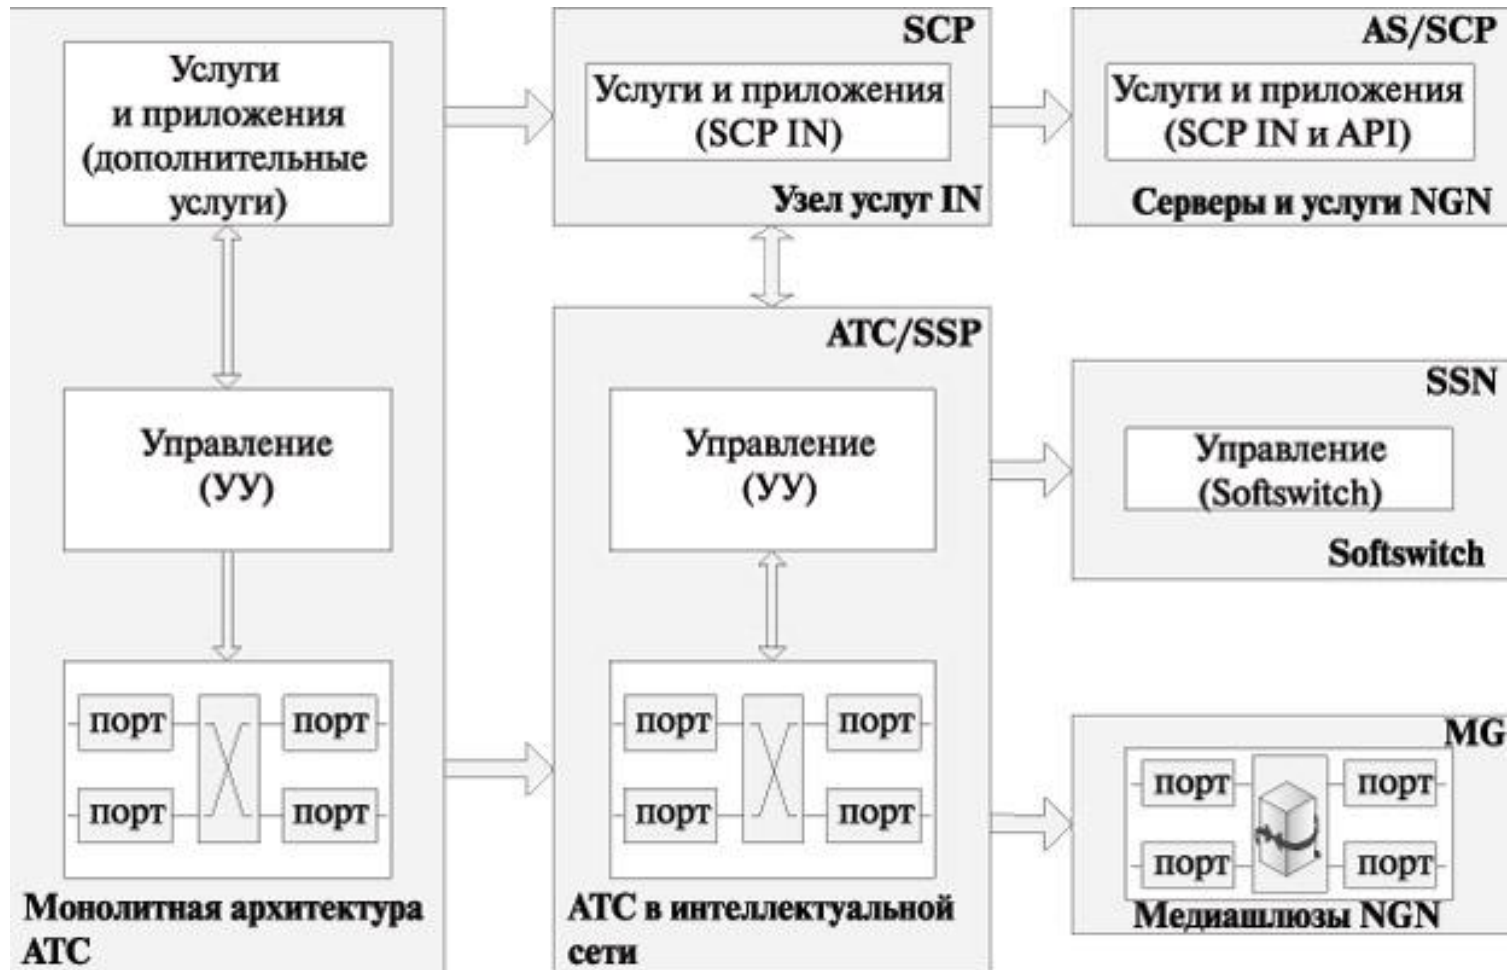 Услуги
и приложения
(дополнительные
услуги)
Управление
(УУ)
порт
порт
порт
порт
Монолитная архитектура
АТС
SCP
Услуги и приложения
(SCP IN)
Узел услуг IN
АТС/SSP
Управление
(УУ)
порт
порт
порт
порт
АТС в интеллектуальной
сети
AS/SCP
Услуги и приложения
(SCP IN и API)
Серверы и услуги NGN
SSN
Управление
(Softswitch)
Softswitch
MG
порт
порт
порт
порт
Медиашлюзы NGN